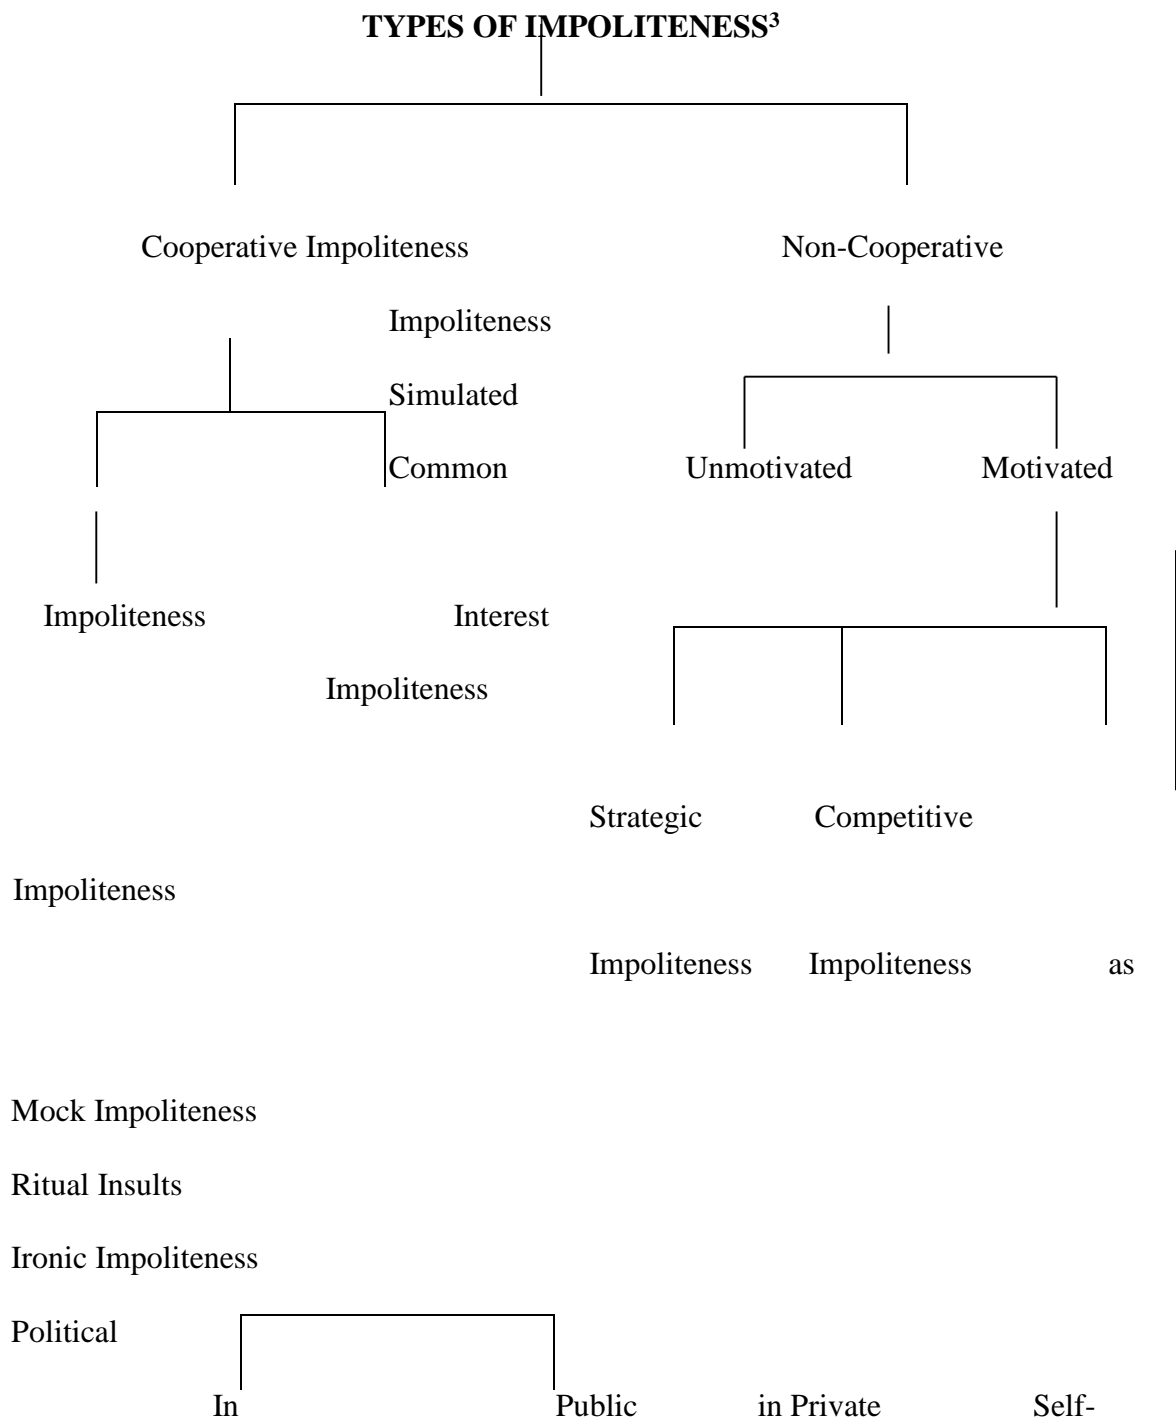 TYPES OF IMPOLITENESS³
Cooperative Impoliteness Non-Cooperative
Impoliteness
Simulated
Common Unmotivated Motivated
Impoliteness Interest
Impoliteness
Strategic Competitive
Impoliteness
Impoliteness Impoliteness as
Mock Impoliteness
Ritual Insults
Ironic Impoliteness
Political
In Public in Private Self-